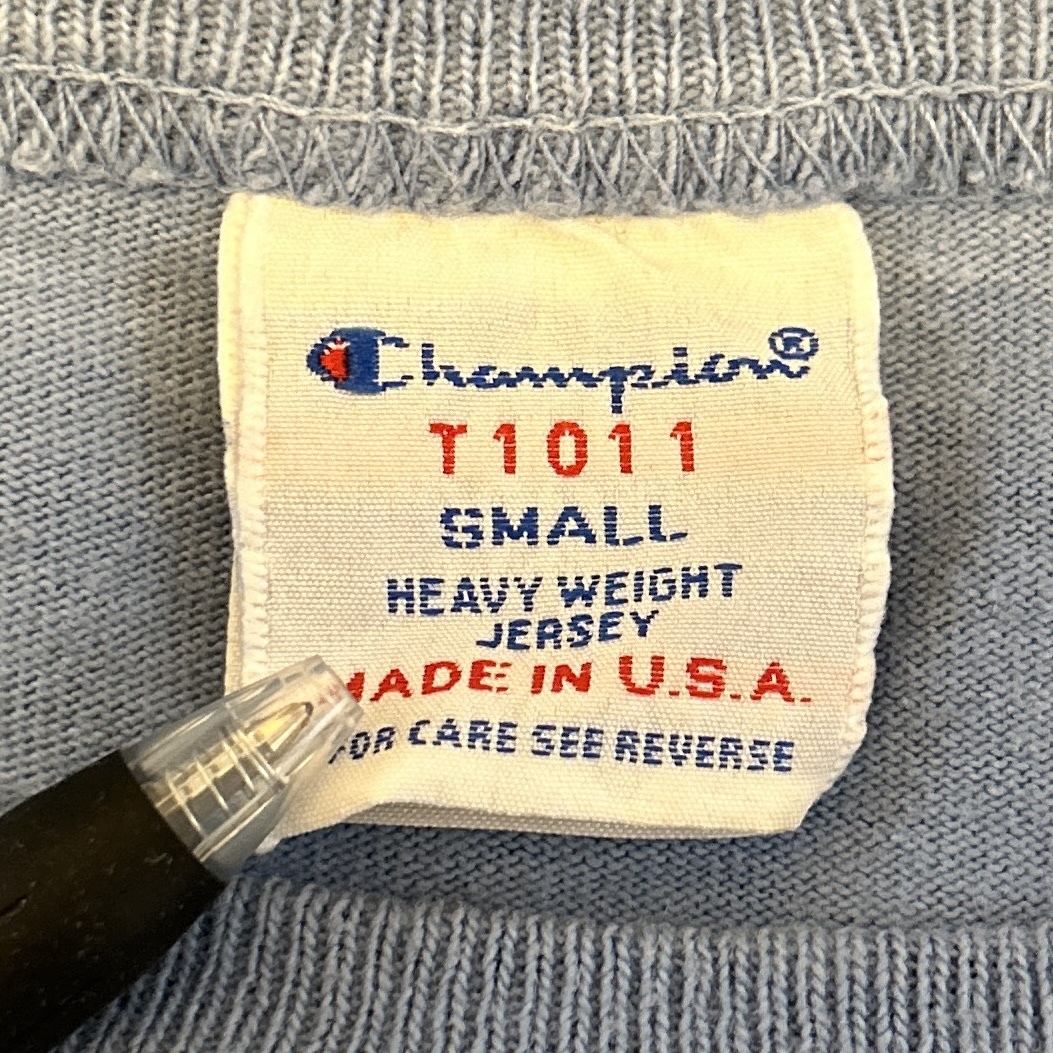 Champion®
T1011
SMALL
HEAVY WEIGHT
JERSEY
MADE IN U.S.A.
FOR CARE SEE REVERSE